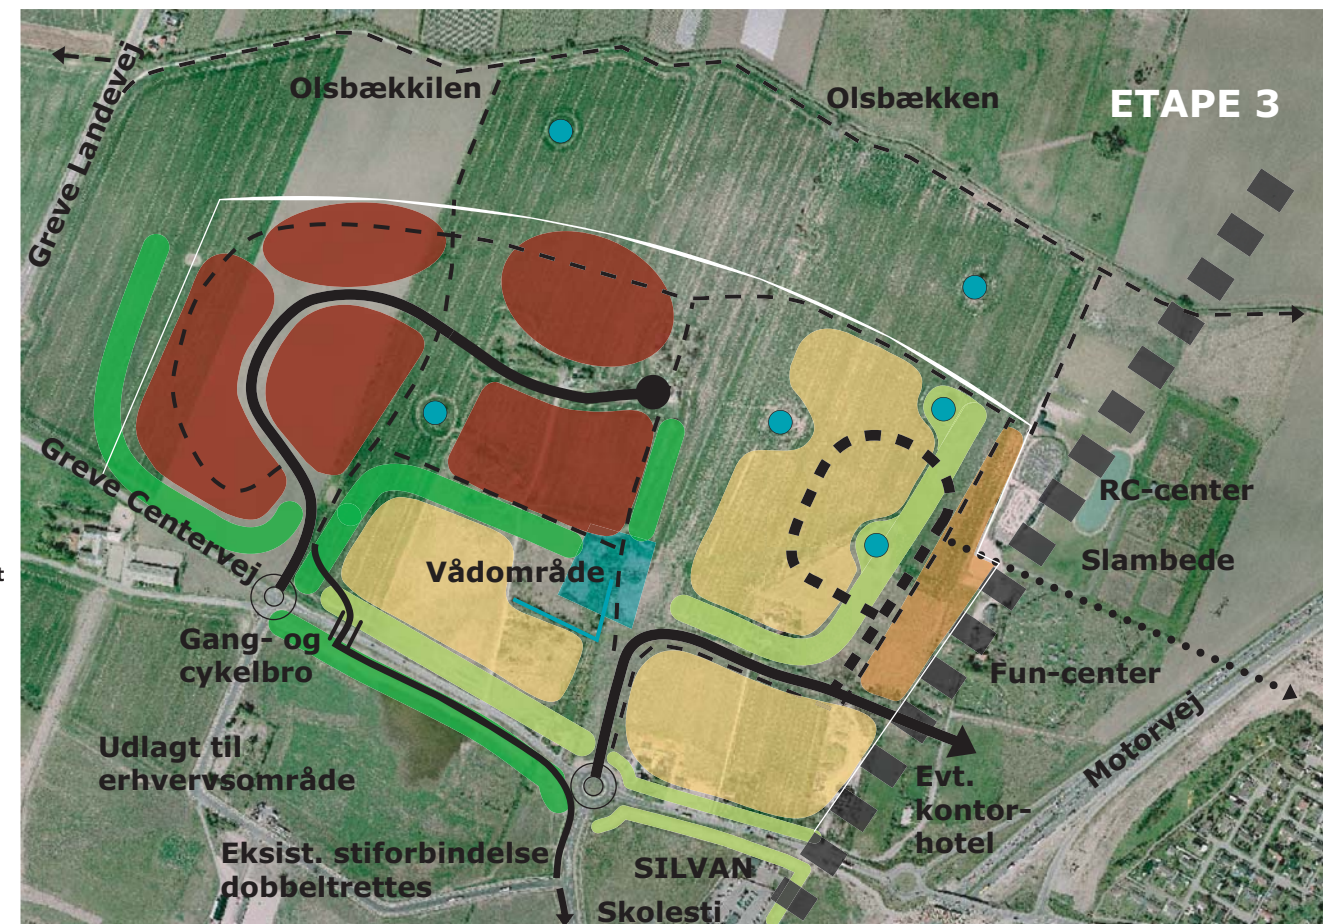 Olsbækkilen
Olsbækken
ETAPE 3
Greve Landevej
Greve Centervej
RC-center
Slambede
Vådområde
t
Gang- og
cykelbro
Fun-center
Motorvej
Udlagt til
erhvervsområde
Evt.
kontor-
hotel
Eksist. stiforbindelse
dobbeltrettes
SILVAN
Skolesti